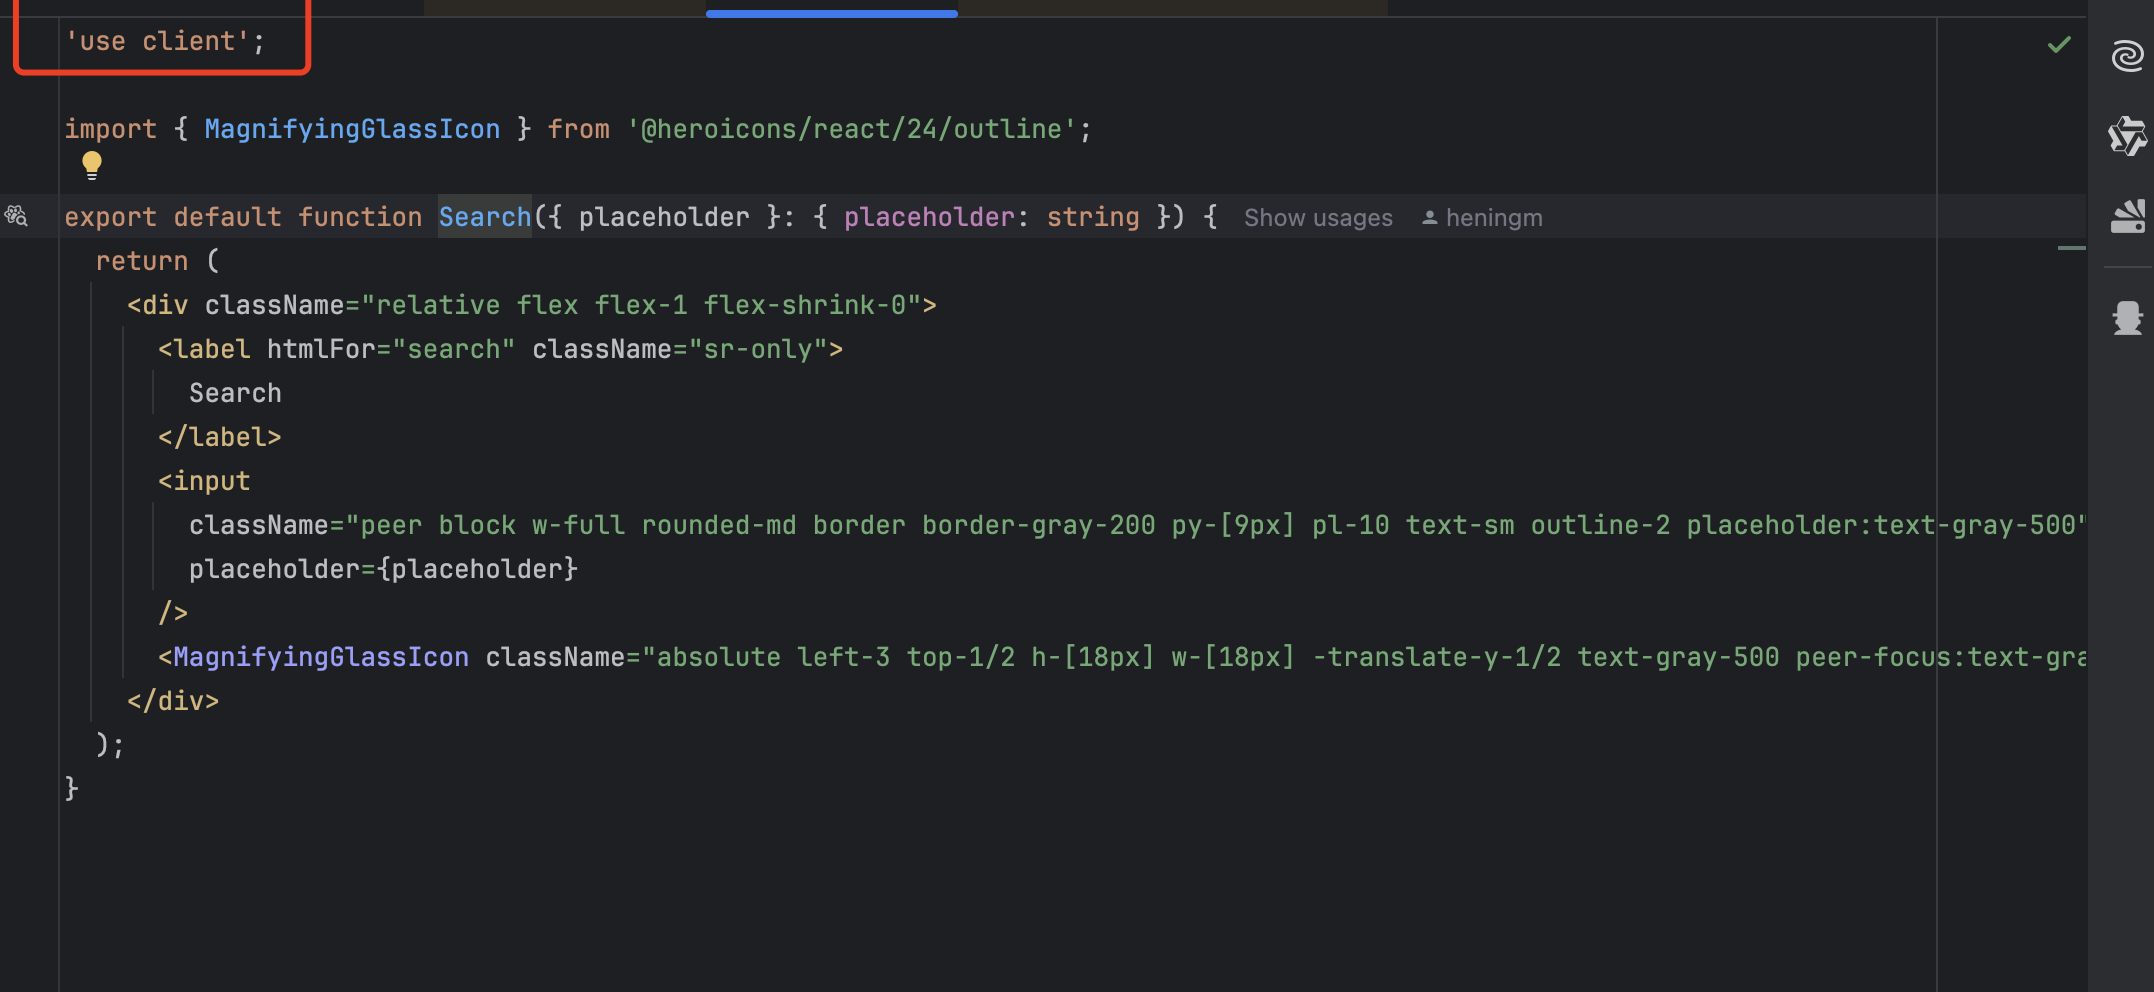 'use client';
import { MagnifyingGlassIcon } from '@heroicons/react/24/outline';
export default function Search({ placeholder }: { placeholder: string }) { Show usages heningm
return (
<div className="relative flex flex-1 flex-shrink-0">
<label htmlFor="search" className="sr-only">
Search
</label>
<input
className="peer block w-full rounded-md border border-gray-200 py-[9px] pl-10 text-sm outline-2 placeholder:text-gray-500"
placeholder={placeholder}
/>
<MagnifyingGlassIcon className="absolute left-3 top-1/2 h-[18px] w-[18px] -translate-y-1/2 text-gray-500 peer-focus:text-gra
</div>
);
}